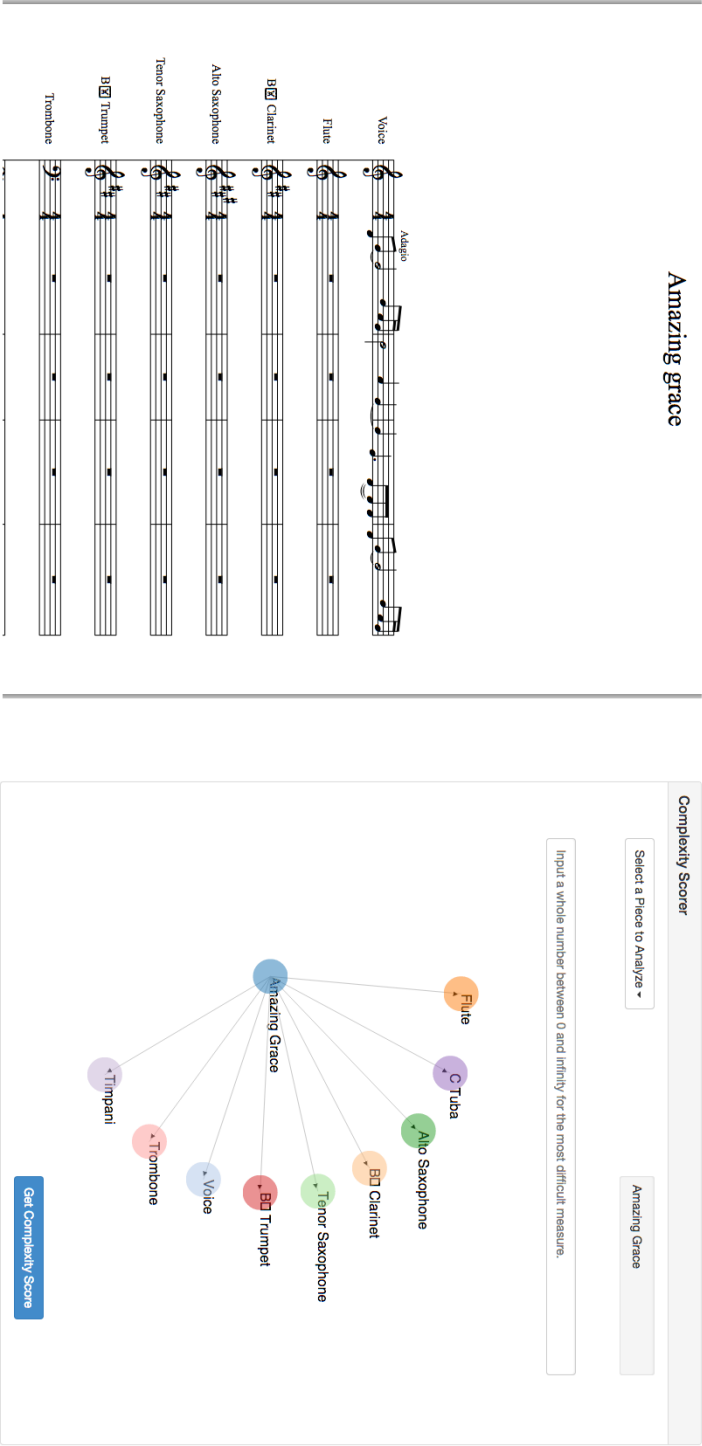 Amazing grace
Adagio
Voice
Flute
B☒ Clarinet
Alto Saxophone
Tenor Saxophone
B☒ Trumpet
Trombone
Complexity Scorer
Select a Piece to Analyze
Amazing Grace
Input a whole number between 0 and infinity for the most difficult measure.
Flute
C Tuba
Alto Saxophone
B□ Clarinet
Tenor Saxophone
Amazing Grace
B□ Trumpet
Voice
Trombone
Timpani
Get Complexity Score